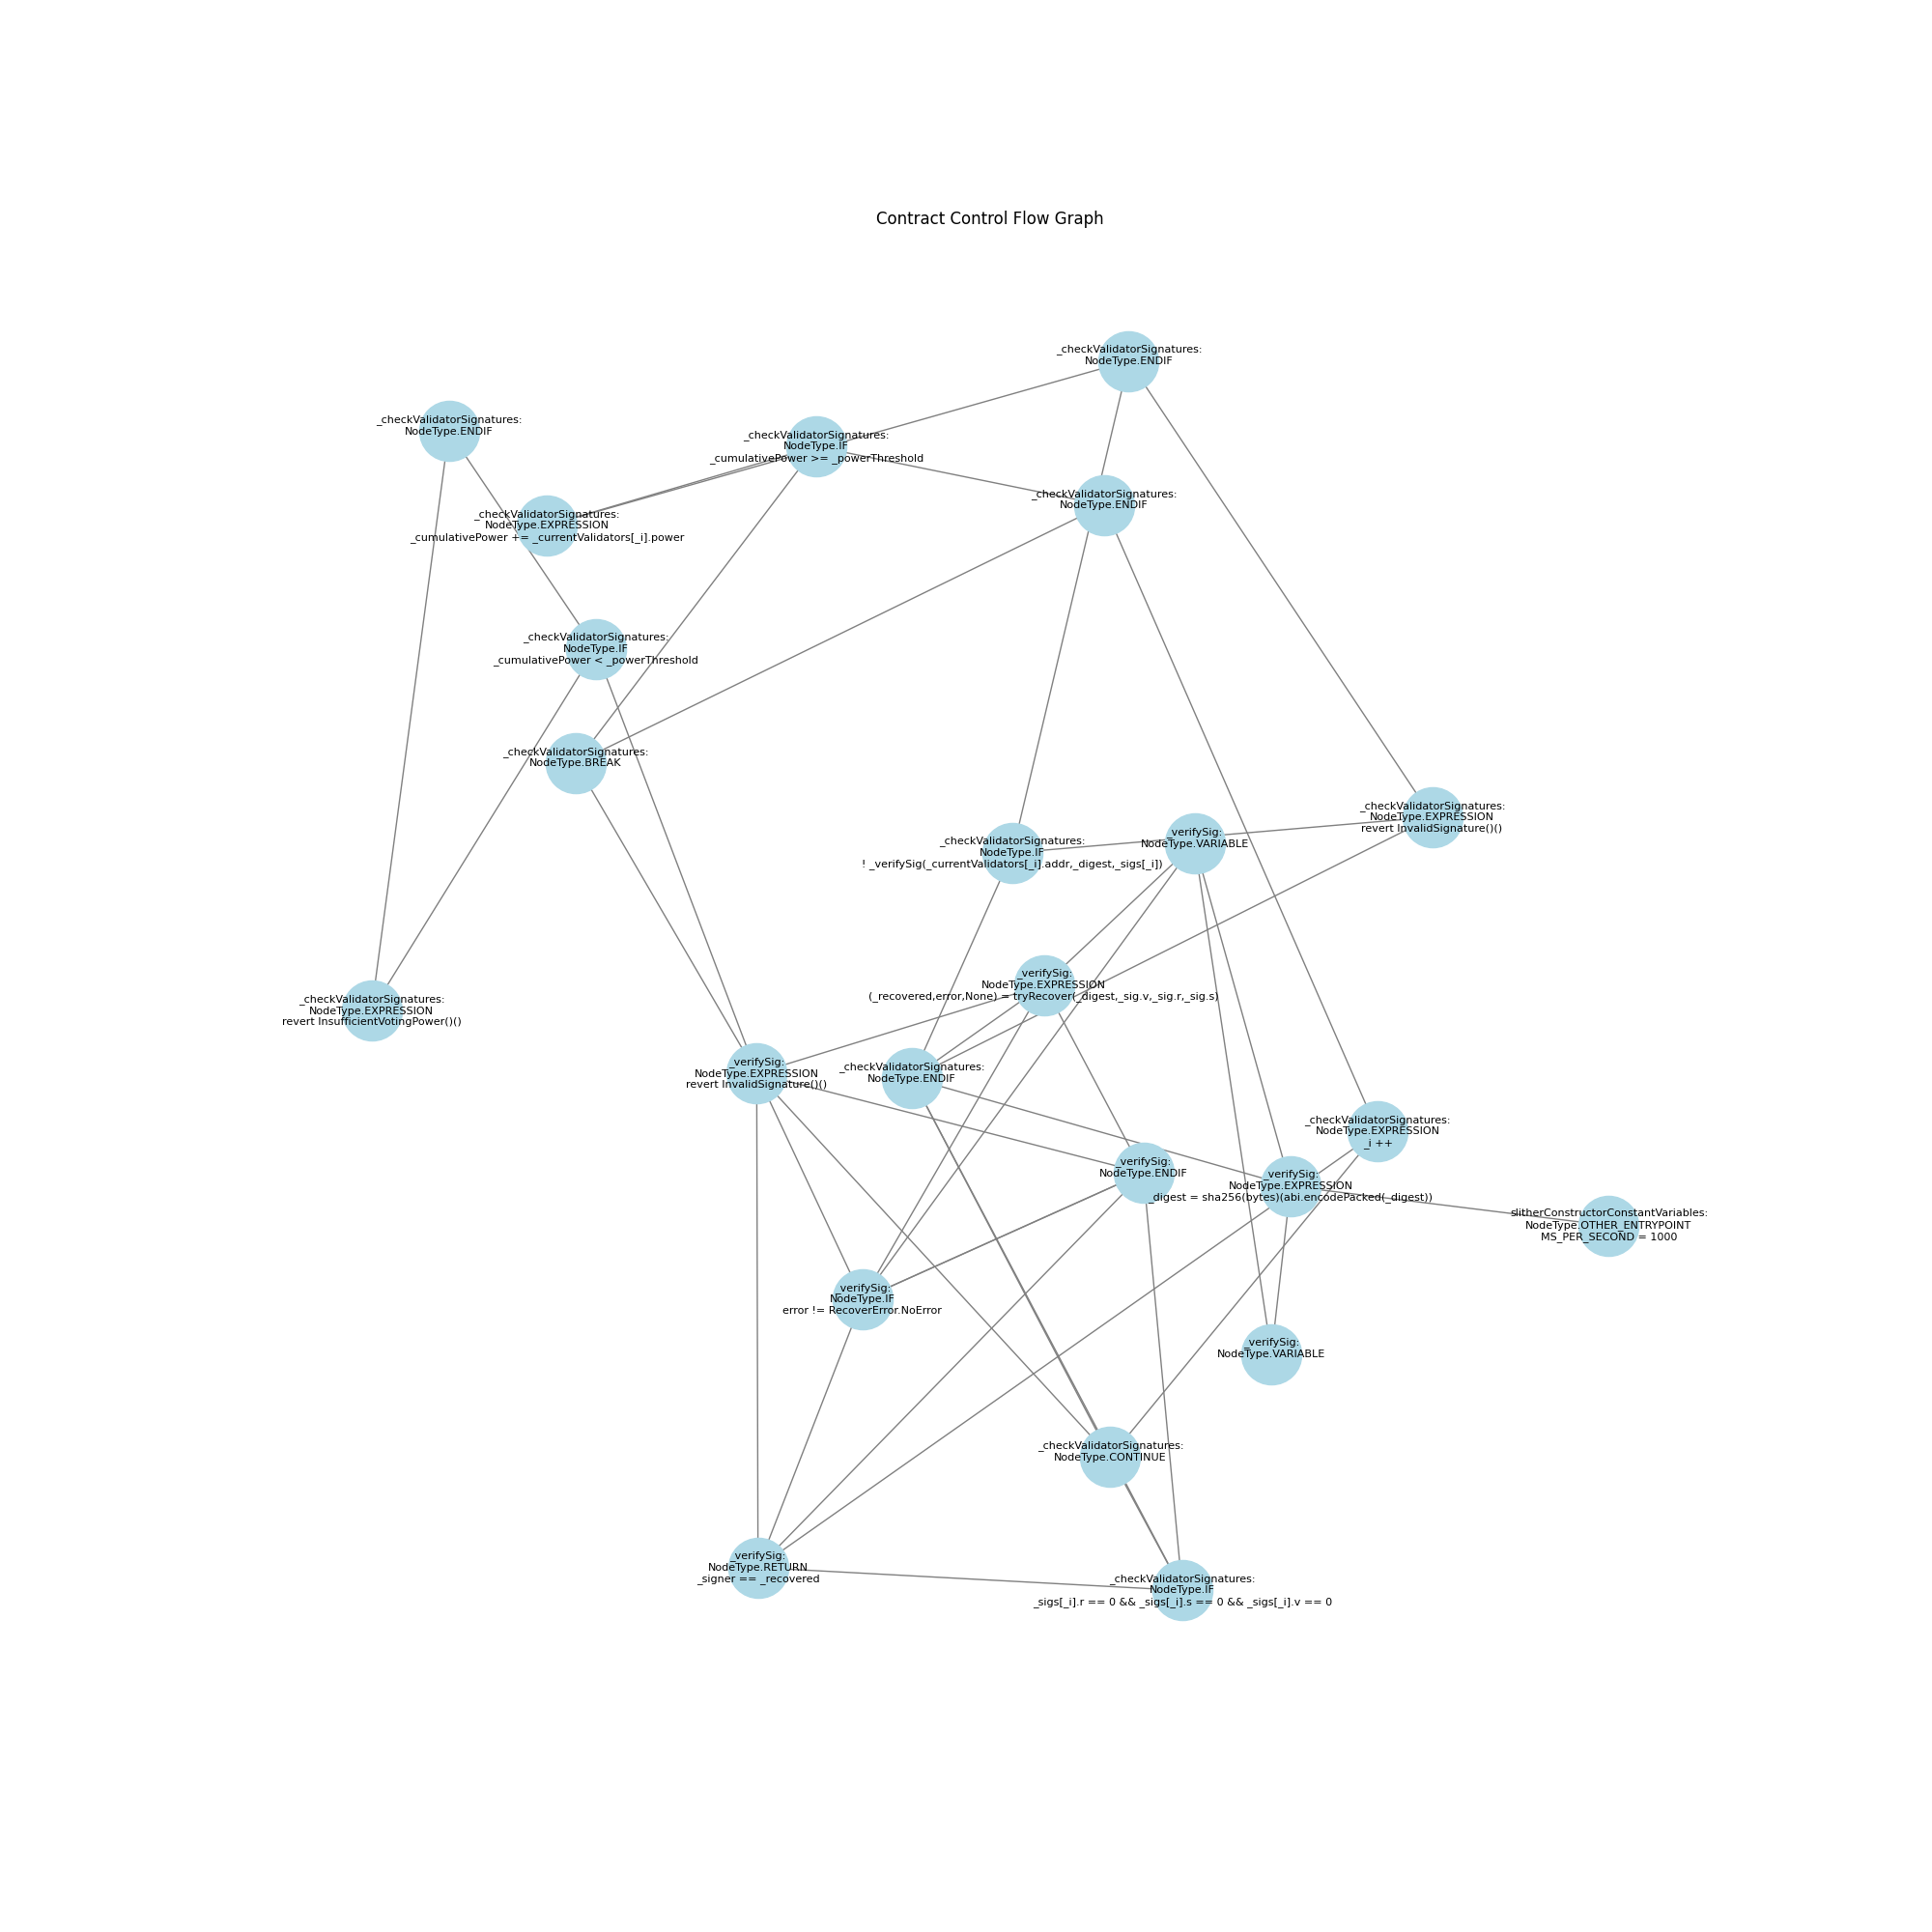 Contract Control Flow Graph
_checkValidatorSignatures:
NodeType.ENDIF
_checkValidatorSignatures:
NodeType.ENDIF
_checkValidatorSignatures:
NodeType.IF
_cumulativePower >= _powerThreshold
_checkValidatorSignatures:
NodeType.ENDIF
_checkValidatorSignatures:
NodeType.EXPRESSION
_cumulativePower += _currentValidators[_i].power
_checkValidatorSignatures:
NodeType.IF
_cumulativePower < _powerThreshold
_checkValidatorSignatures:
NodeType.BREAK
_checkValidatorSignatures:
NodeType.EXPRESSION
revert InvalidSignature()()
_verifySig:
NodeType.VARIABLE
_checkValidatorSignatures:
NodeType.IF
! _verifySig(_currentValidators[_i].addr,_digest,_sigs[_i])
_verifySig:
NodeType.EXPRESSION
(_recovered,error,None) = tryRecover(_digest,_sig.v,_sig.r,_sig.s)
_checkValidatorSignatures:
NodeType.EXPRESSION
revert InsufficientVotingPower()()
_verifySig:
NodeType.EXPRESSION
revert InvalidSignature()()
_checkValidatorSignatures:
NodeType.ENDIF
_checkValidatorSignatures:
NodeType.EXPRESSION
_i ++
_verifySig:
NodeType.ENDIF
_verifySig:
NodeType.EXPRESSION
_digest = sha256(bytes)(abi.encodePacked(_digest))
slitherConstructorConstantVariables:
NodeType.OTHER_ENTRYPOINT
MS_PER_SECOND = 1000
_verifySig:
NodeType.IF
error != RecoverError.NoError
_verifySig:
NodeType.VARIABLE
_checkValidatorSignatures:
NodeType.CONTINUE
_verifySig:
NodeType.RETURN
_signer == _recovered
_checkValidatorSignatures:
NodeType.IF
_sigs[_i].r == 0 && _sigs[_i].s == 0 && _sigs[_i].v == 0